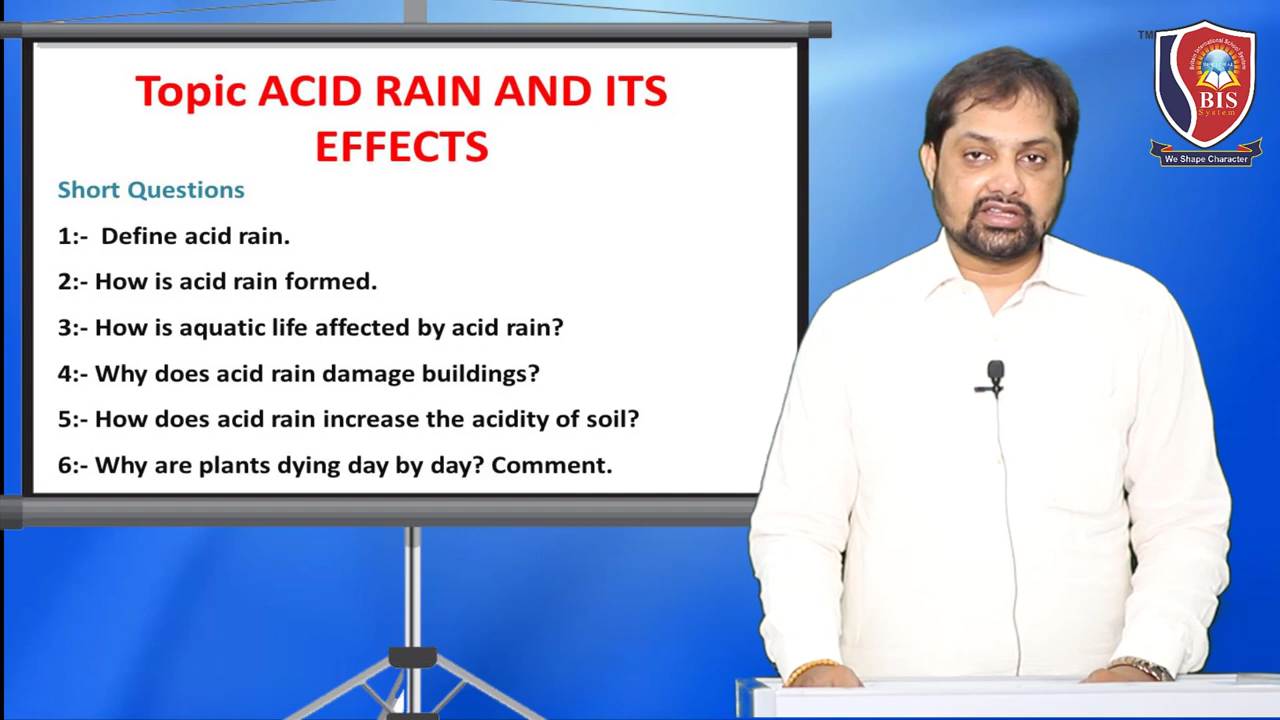 Topic ACID RAIN AND ITS
EFFECTS
Short Questions
1:- Define acid rain.
2:- How is acid rain formed.
3:- How is aquatic life affected by acid rain?
4:- Why does acid rain damage buildings?
5:- How does acid rain increase the acidity of soil?
6:- Why are plants dying day by day? Comment.
TM
BIS
System
We Shape Character